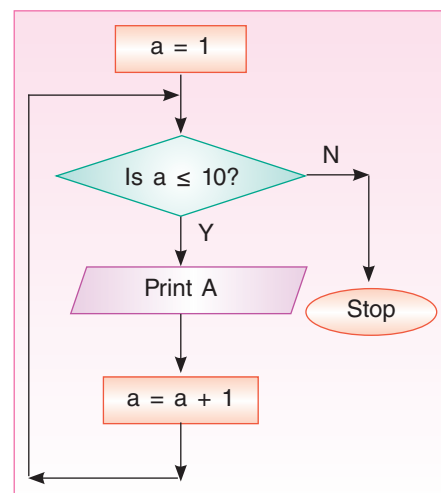 a = 1
Is a ≤ 10?
N
Y
Print A
Stop
a = a + 1